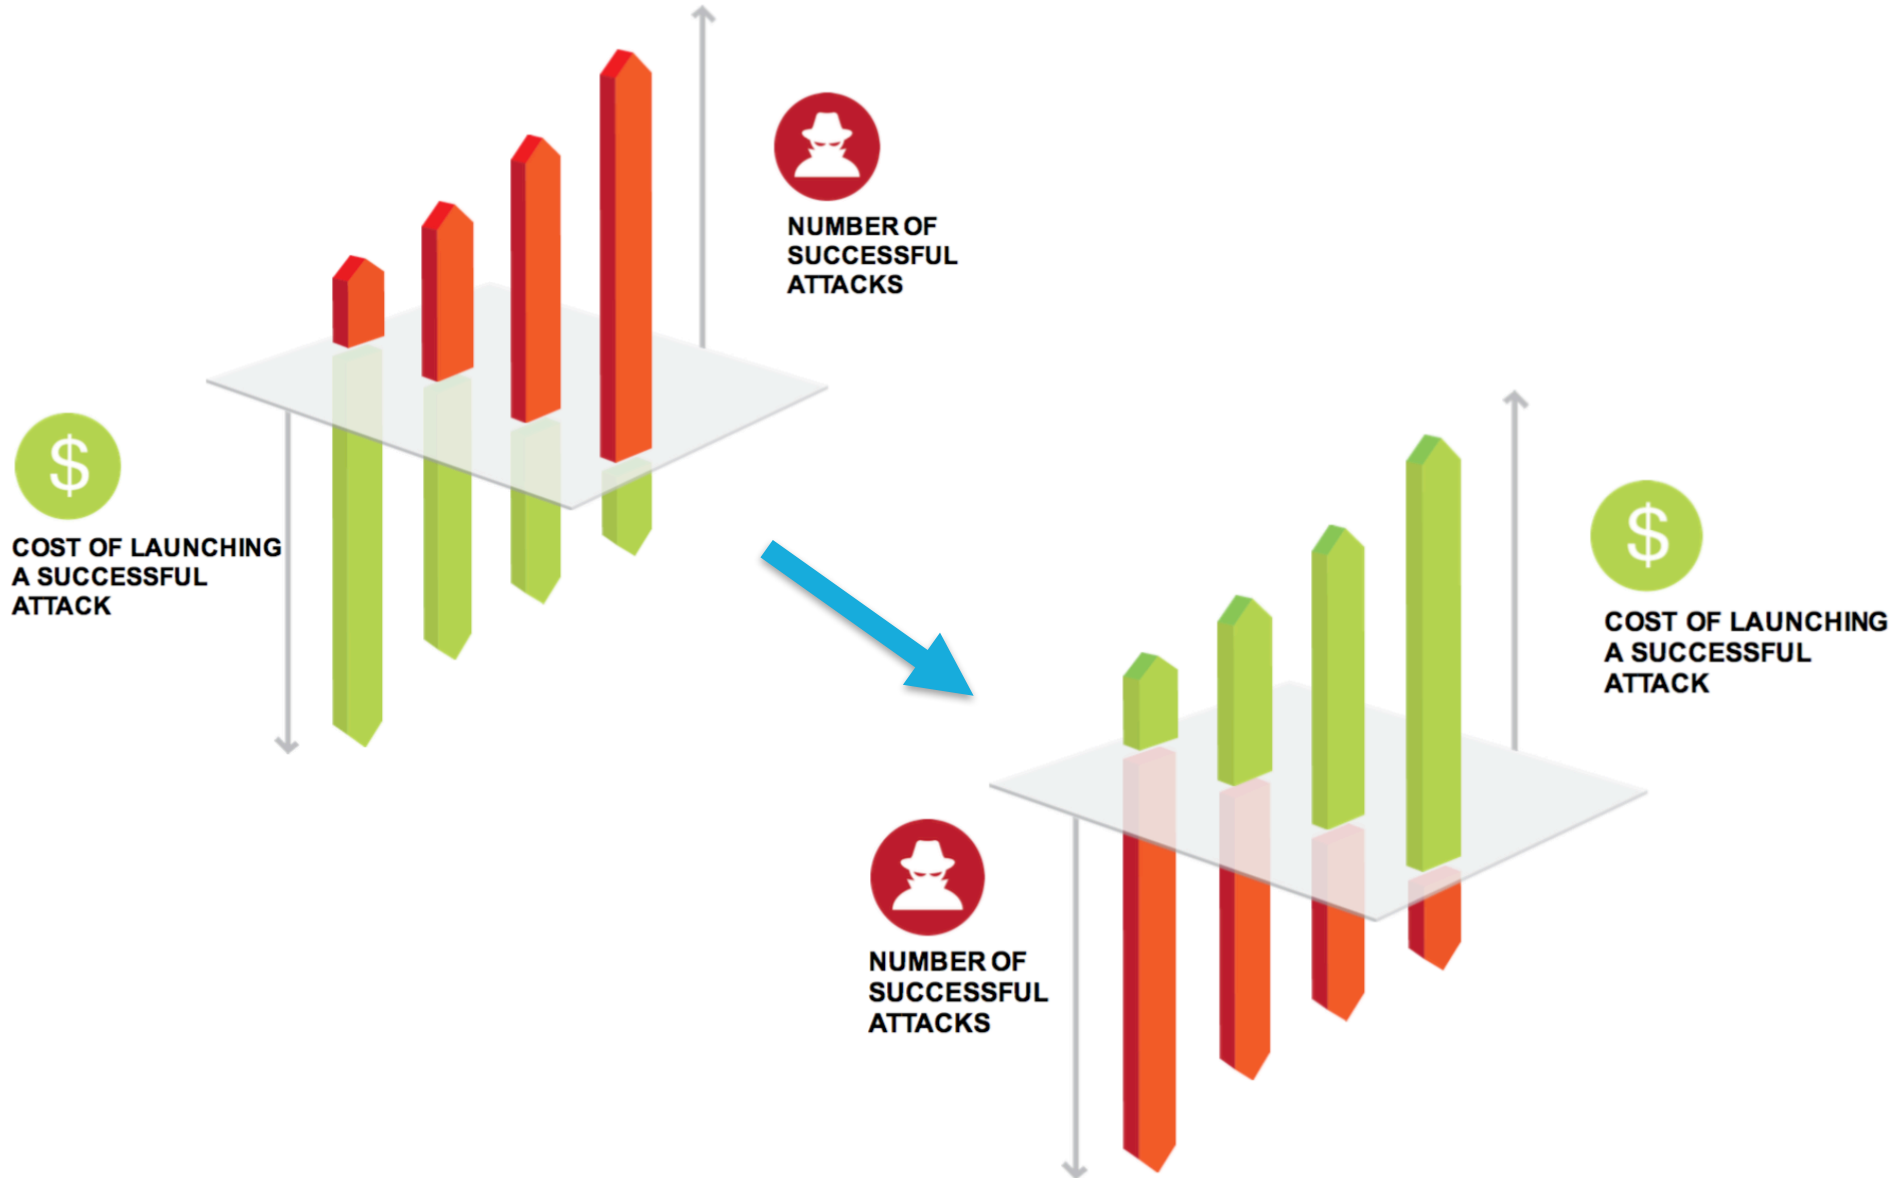 NUMBER OF
SUCCESSFUL
ATTACKS
$
COST OF LAUNCHING
A SUCCESSFUL
ATTACK
$
COST OF LAUNCHING
A SUCCESSFUL
ATTACK
NUMBER OF
SUCCESSFUL
ATTACKS